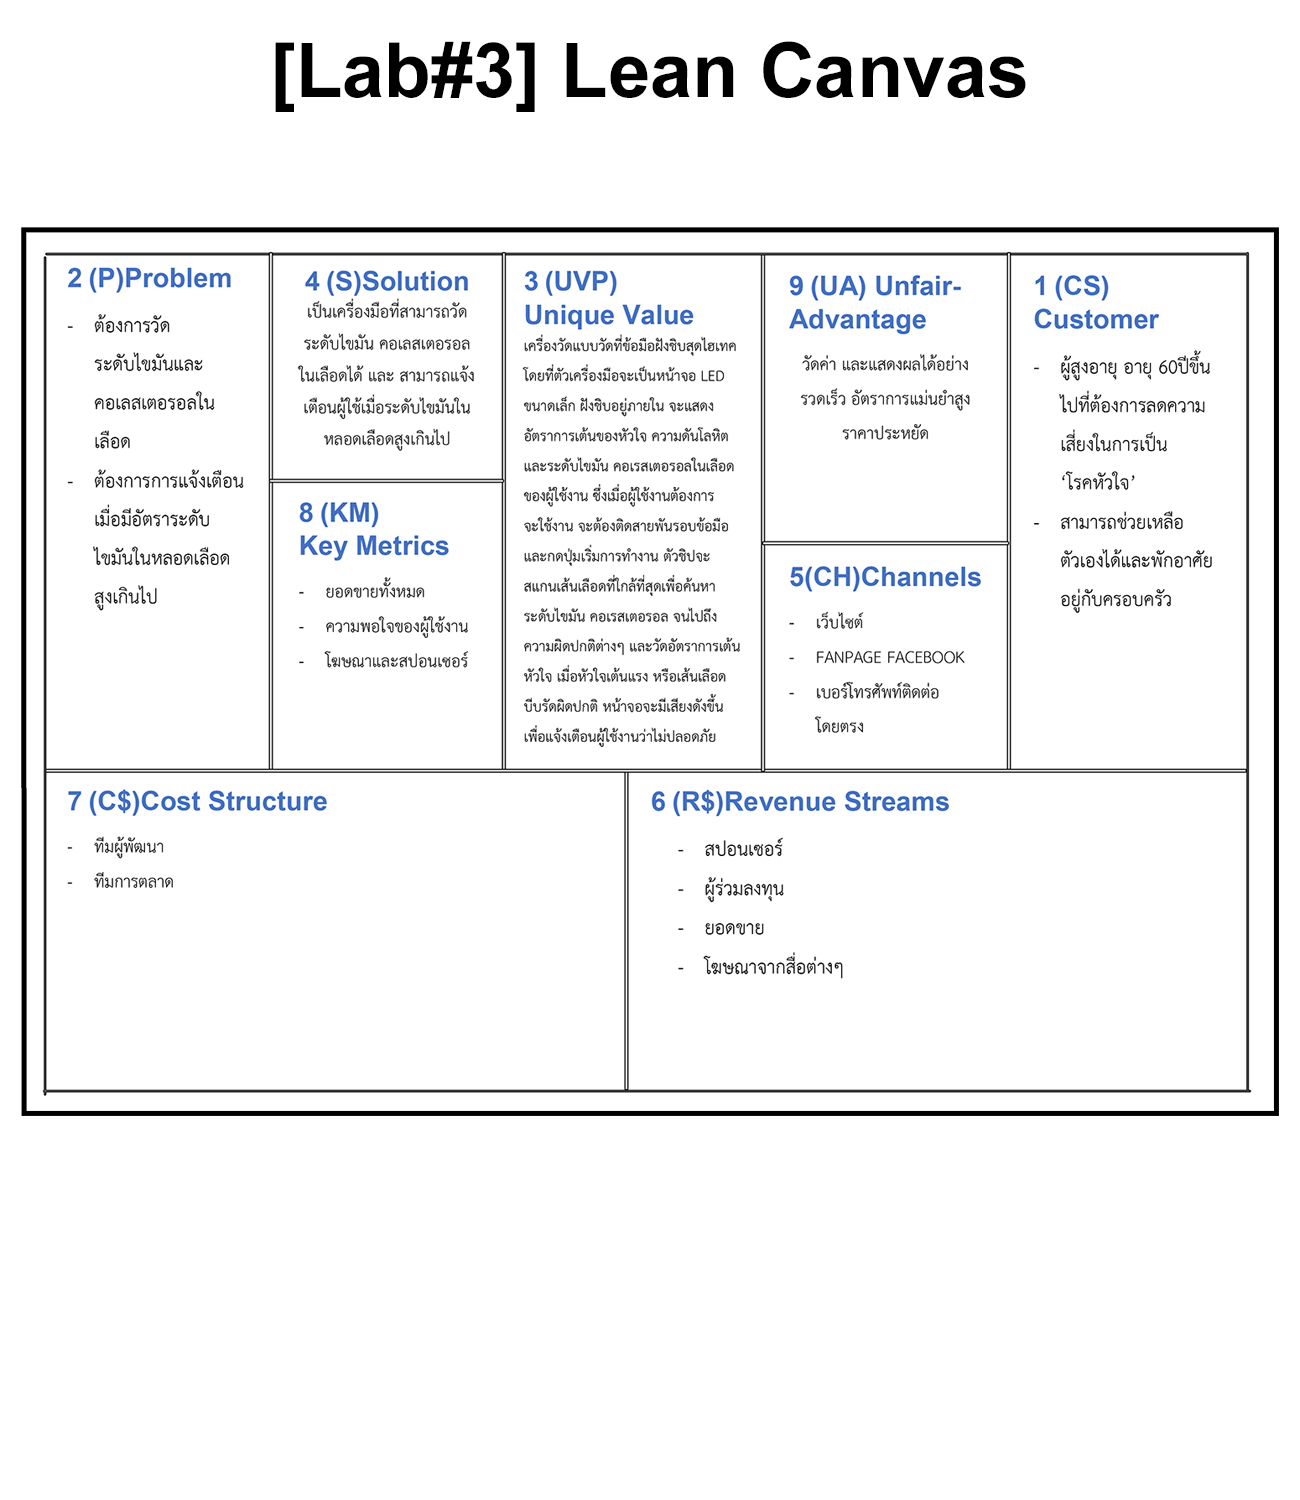 [Lab#3] Lean Canvas
2 (P)Problem
- ต้องการวัด
ระดับไขมันและ
คอเลสเตอรอลใน
เลือด
- ต้องการการแจ้งเตือน
เมื่อมีอัตราระดับ
ไขมันในหลอดเลือด
สูงเกินไป
4 (S)Solution
เป็นเครื่องมือที่สามารถวัด
ระดับไขมัน คอเลสเตอรอล
ในเลือดได้ และ สามารถแจ้ง
เตือนผู้ใช้เมื่อระดับไขมันใน
หลอดเลือดสูงเกินไป
8 (KM)
Key Metrics
- ยอดขายทั้งหมด
- ความพอใจของผู้ใช้งาน
- โฆษณาและสปอนเซอร์
3 (UVP)
Unique Value
เครื่องวัดแบบวัดที่ข้อมือฝังชิบสุดไฮเทค
โดยที่ตัวเครื่องมือจะเป็นหน้าจอ LED
ขนาดเล็ก ฝังชิบอยู่ภายใน จะแสดง
อัตราการเต้นของหัวใจ ความดันโลหิต
และระดับไขมัน คอเรสเตอรอลในเลือด
ของผู้ใช้งาน ซึ่งเมื่อผู้ใช้งานต้องการ
จะใช้งาน จะต้องติดสายพันรอบข้อมือ
และกดปุ่มเริ่มการทำงาน ตัวชิปจะ
สแกนเส้นเลือดที่ใกล้ที่สุดเพื่อค้นหา
ระดับไขมัน คอเรสเตอรอล จนไปถึง
ความผิดปกติต่างๆ และวัดอัตราการเต้น
หัวใจ เมื่อหัวใจเต้นแรง หรือเส้นเลือด
บีบรัดผิดปกติ หน้าจอจะมีเสียงดังขึ้น
เพื่อแจ้งเตือนผู้ใช้งานว่าไม่ปลอดภัย
9 (UA) Unfair-
Advantage
วัดค่า และแสดงผลได้อย่าง
รวดเร็ว อัตราการแม่นยำสูง
ราคาประหยัด
5(CH)Channels
- เว็บไซต์
- FANPAGE FACEBOOK
- เบอร์โทรศัพท์ติดต่อ
โดยตรง
1 (CS)
Customer
- ผู้สูงอายุ อายุ 60ปีขึ้น
ไปที่ต้องการลดความ
เสี่ยงในการเป็น
‘โรคหัวใจ’
- สามารถช่วยเหลือ
ตัวเองได้และพักอาศัย
อยู่กับครอบครัว
7 (C$)Cost Structure
- ทีมผู้พัฒนา
- ทีมการตลาด
6 (R$)Revenue Streams
- สปอนเซอร์
- ผู้ร่วมลงทุน
- ยอดขาย
- โฆษณาจากสื่อต่างๆ